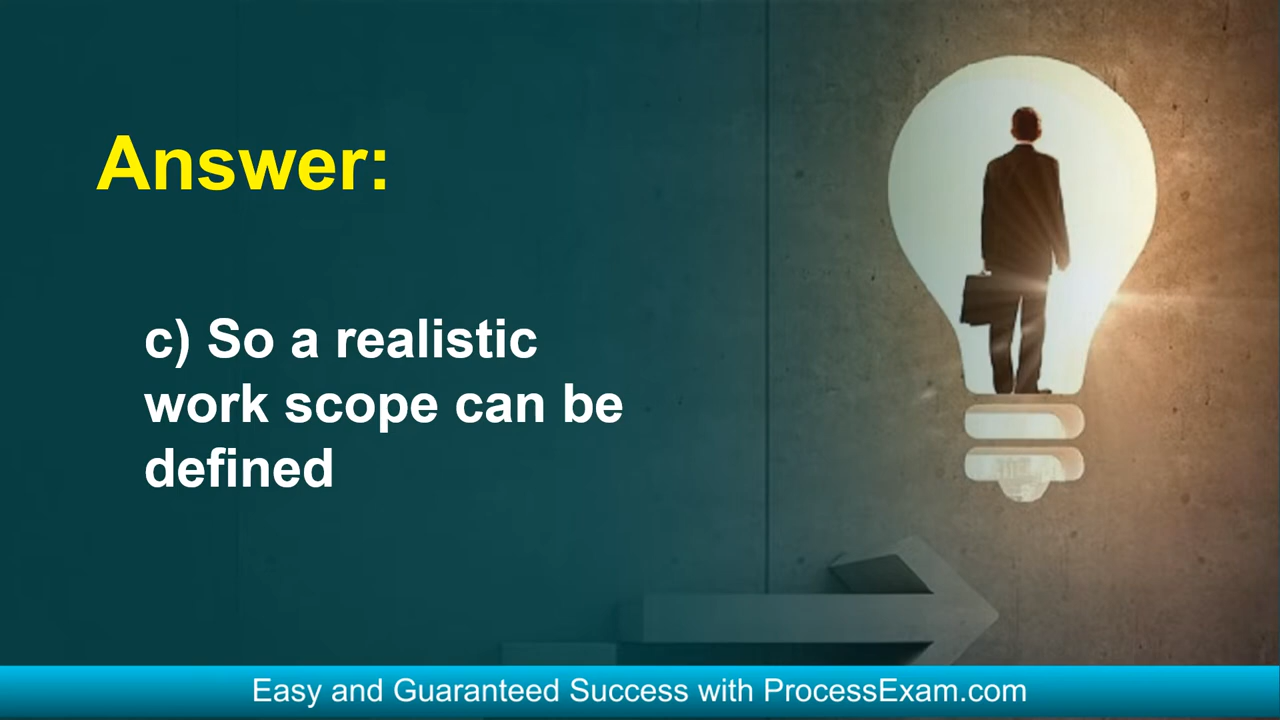 Answer:
c) So a realistic
work scope can be
defined
Easy and Guaranteed Success with ProcessExam.com